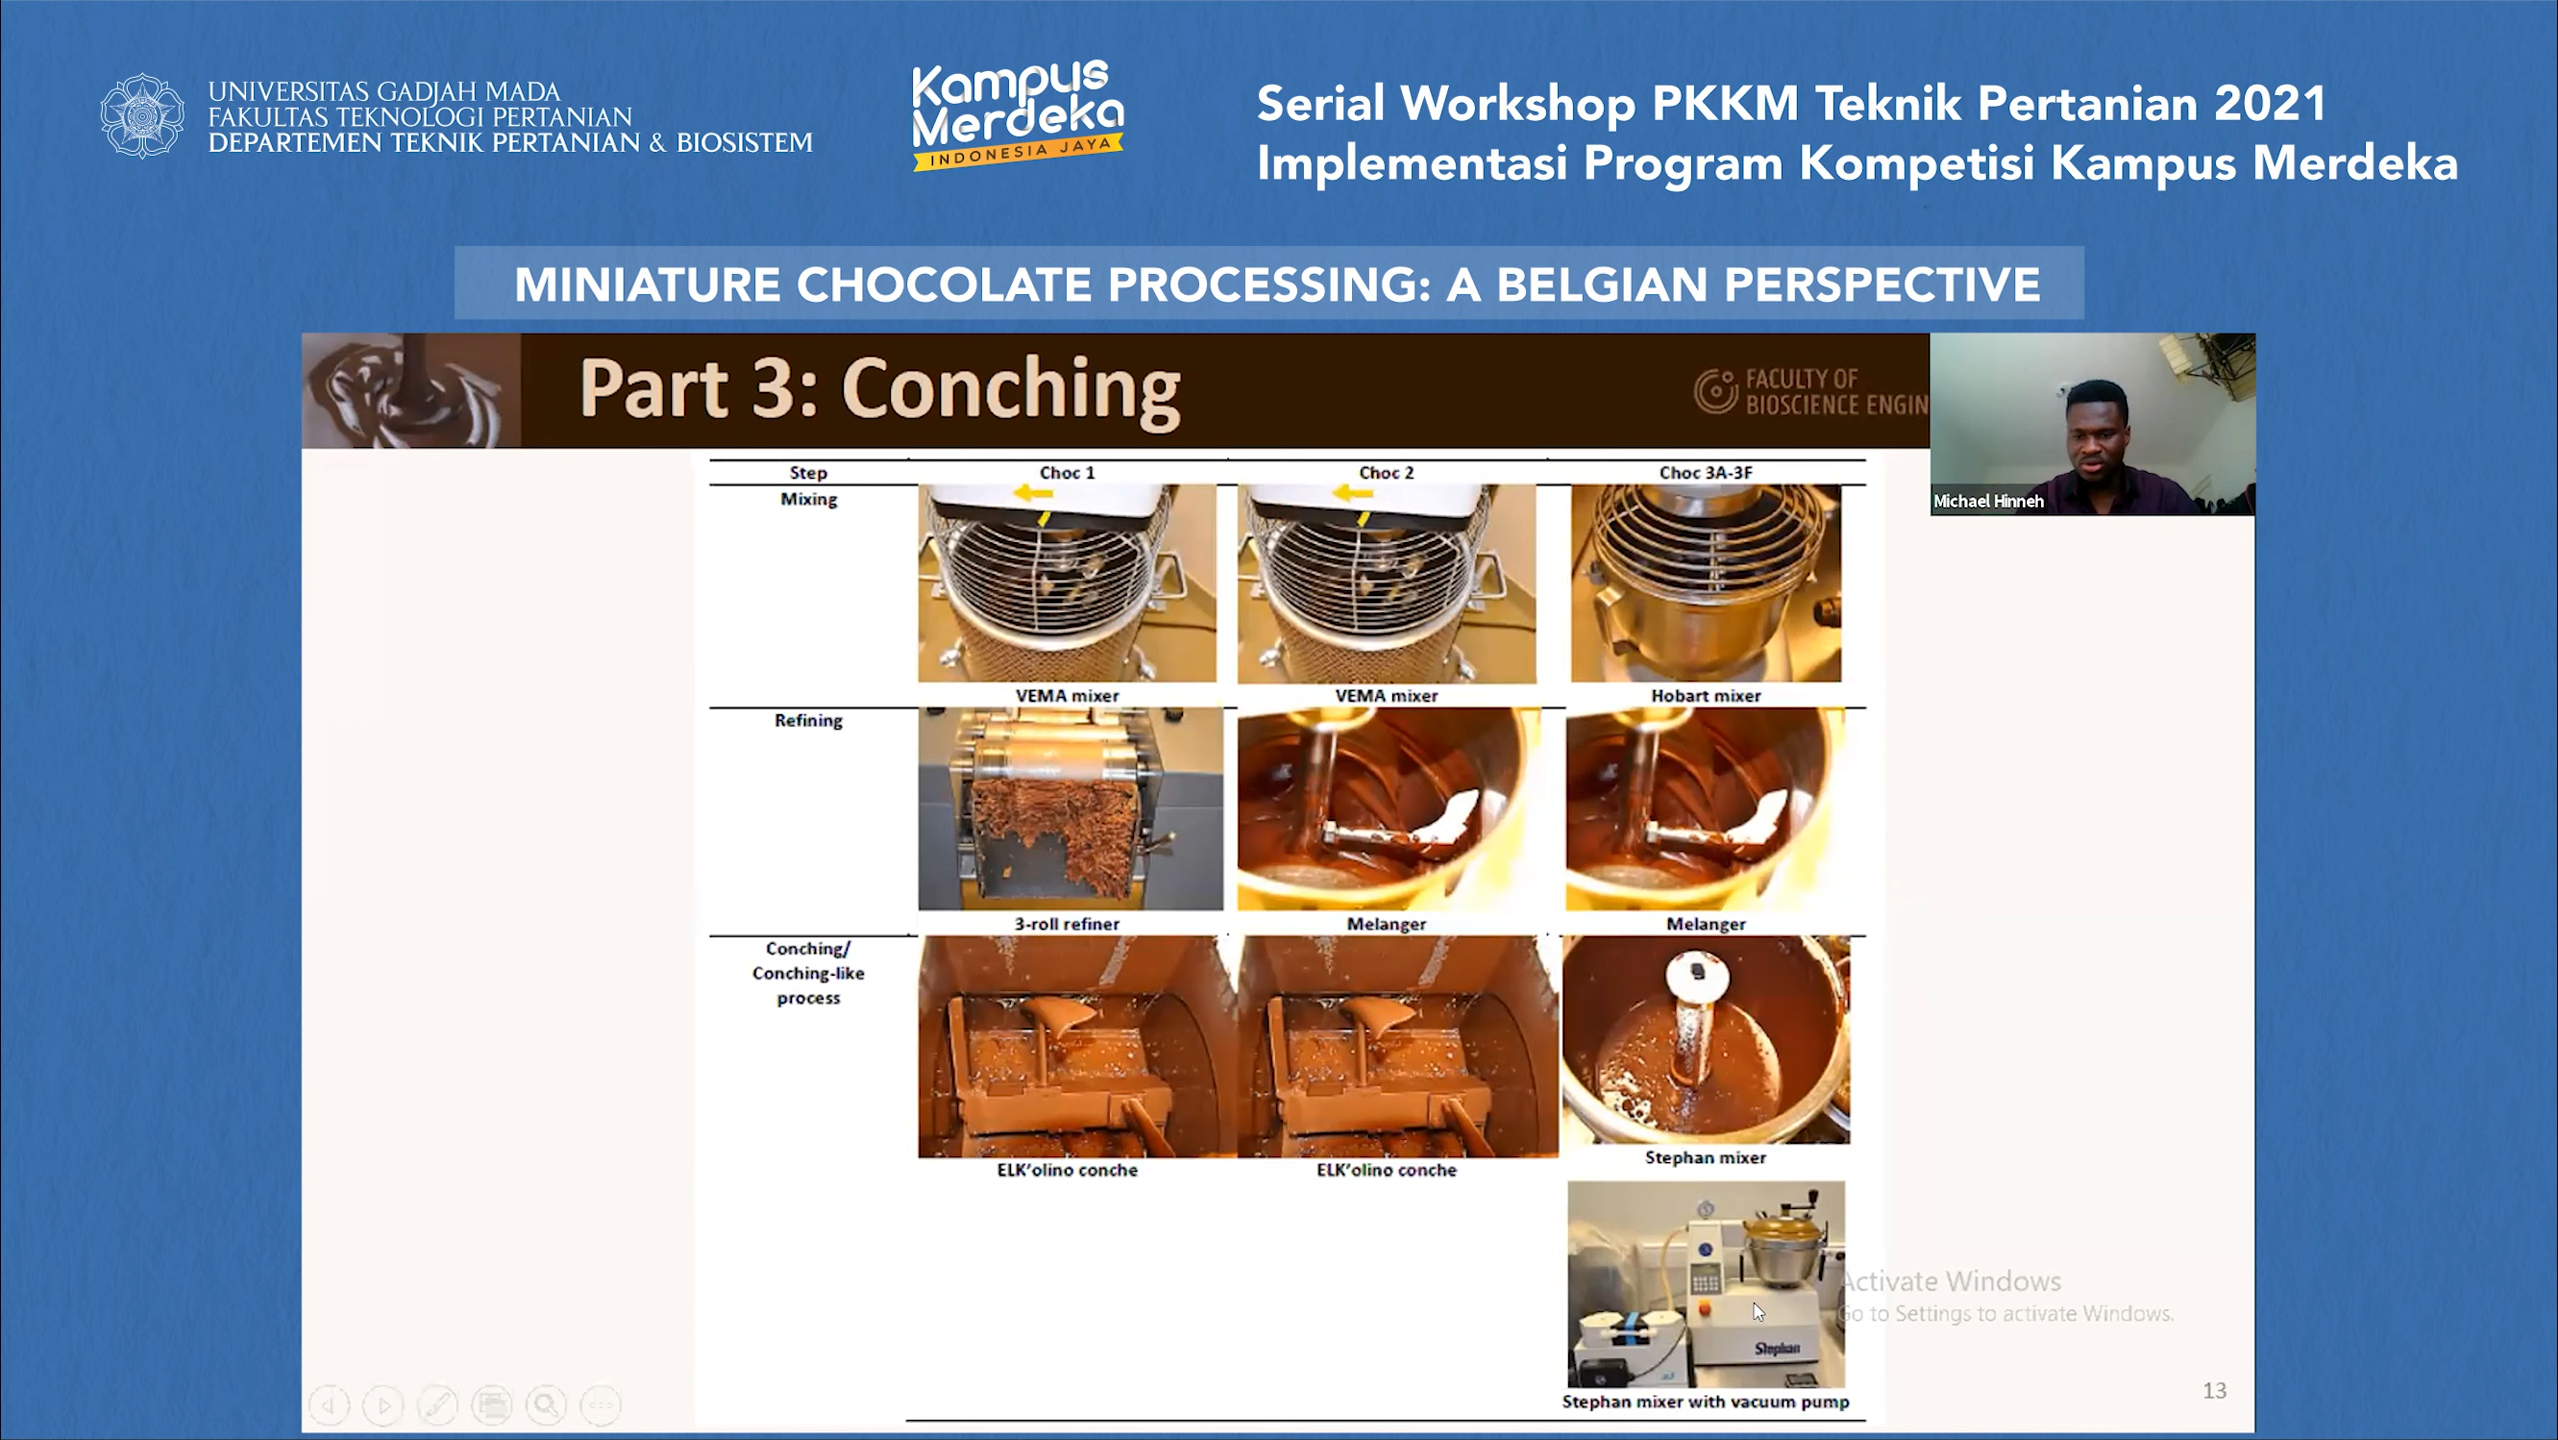 UNIVERSITAS GADJAH MADA
FAKULTAS TEKNOLOGI PERTANIAN
DEPARTEMEN TEKNIK PERTANIAN & BIOSISTEM
Kampus
Merdeka
INDONESIA JAYA
Serial Workshop PKKM Teknik Pertanian 2021
Implementasi Program Kompetisi Kampus Merdeka
MINIATURE CHOCOLATE PROCESSING: A BELGIAN PERSPECTIVE
Part 3: Conching
FACULTY OF
BIOSCIENCE ENGIN
Michael Hinneh
Step Choc 1 Choc 2 Choc 3A-3F
Mixing
VEMA mixer VEMA mixer Hobart mixer
Refining
3-roll refiner Melanger Melanger
Conching/
Conching-like
process
ELK'olino conche ELK'olino conche Stephan mixer
Stephan
Stephan mixer with vacuum pump
Activate Windows
Go to Settings to activate Windows.
13